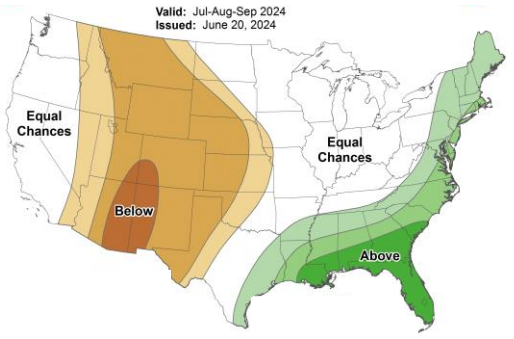 Valid: Jul-Aug-Sep 2024
Issued: June 20, 2024
Equal
Chances
Equal
Chances
Below
Above